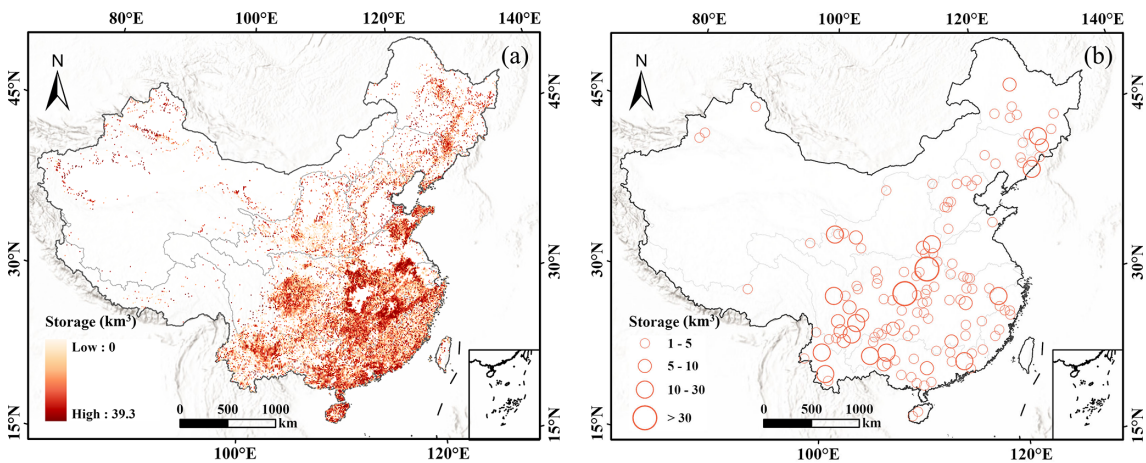 80°E 100°E 120°E 140°E
80°E 100°E 120°E 140°E
(a)
(b)
N
N
45°N
45°N
45°N
45°N
30°N
30°N
30°N
30°N
15°N
15°N
15°N
15°N
Storage (km³)
Low : 0
High : 39.3
0 500 1000
km
Storage (km³)
1 - 5
5 - 10
10 - 30
> 30
0 500 1000
km
100°E 120°E
100°E 120°E